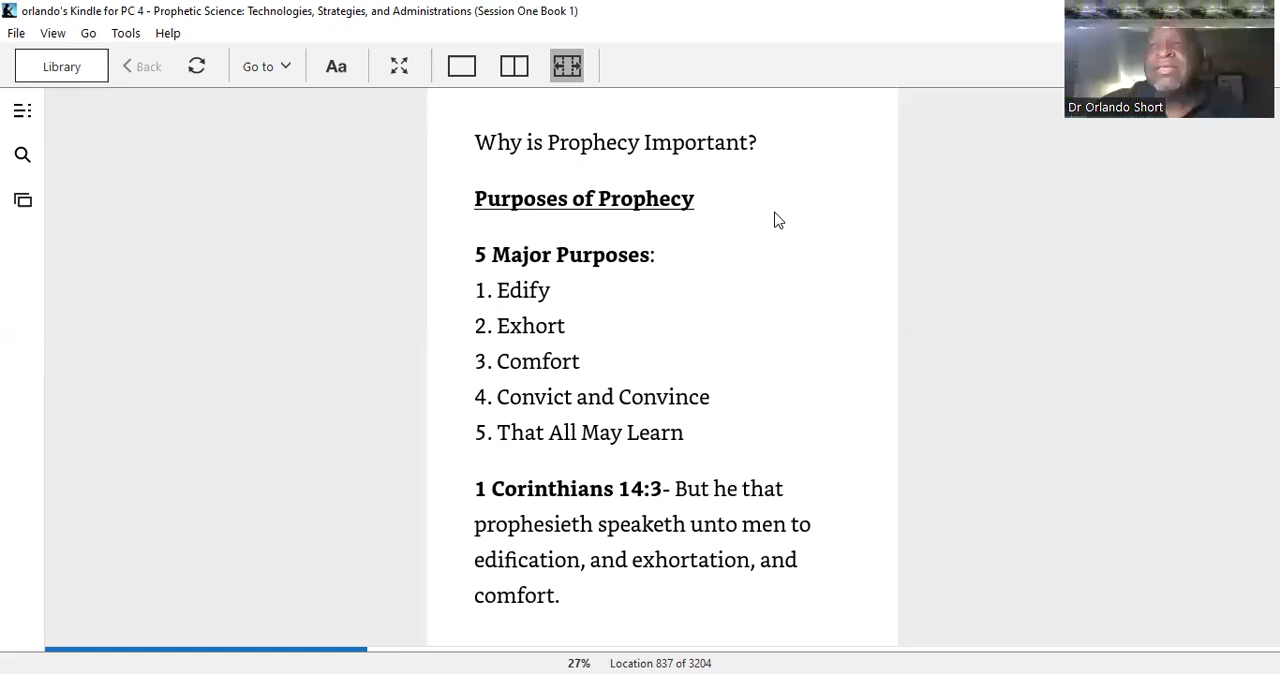 orlando's Kindle for PC 4 - Prophetic Science: Technologies, Strategies, and Administrations (Session One Book 1)
File View Go Tools Help
Library Back Go to Aa
Dr Orlando Short
Why is Prophecy Important?
Purposes of Prophecy
5 Major Purposes:
1. Edify
2. Exhort
3. Comfort
4. Convict and Convince
5. That All May Learn
1 Corinthians 14:3- But he that
prophesieth speaketh unto men to
edification, and exhortation, and
comfort.
27% Location 837 of 3204